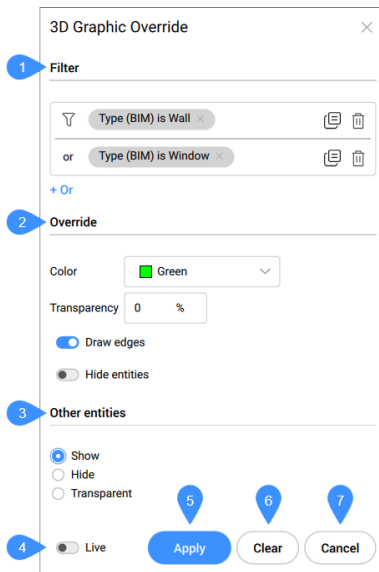 3D Graphic Override
1 Filter
Type (BIM) is Wall
or Type (BIM) is Window
+ Or
2 Override
Color Green
Transparency 0 %
Draw edges
Hide entities
3 Other entities
Show
Hide
Transparent
5 6 7
4 Live Apply Clear Cancel